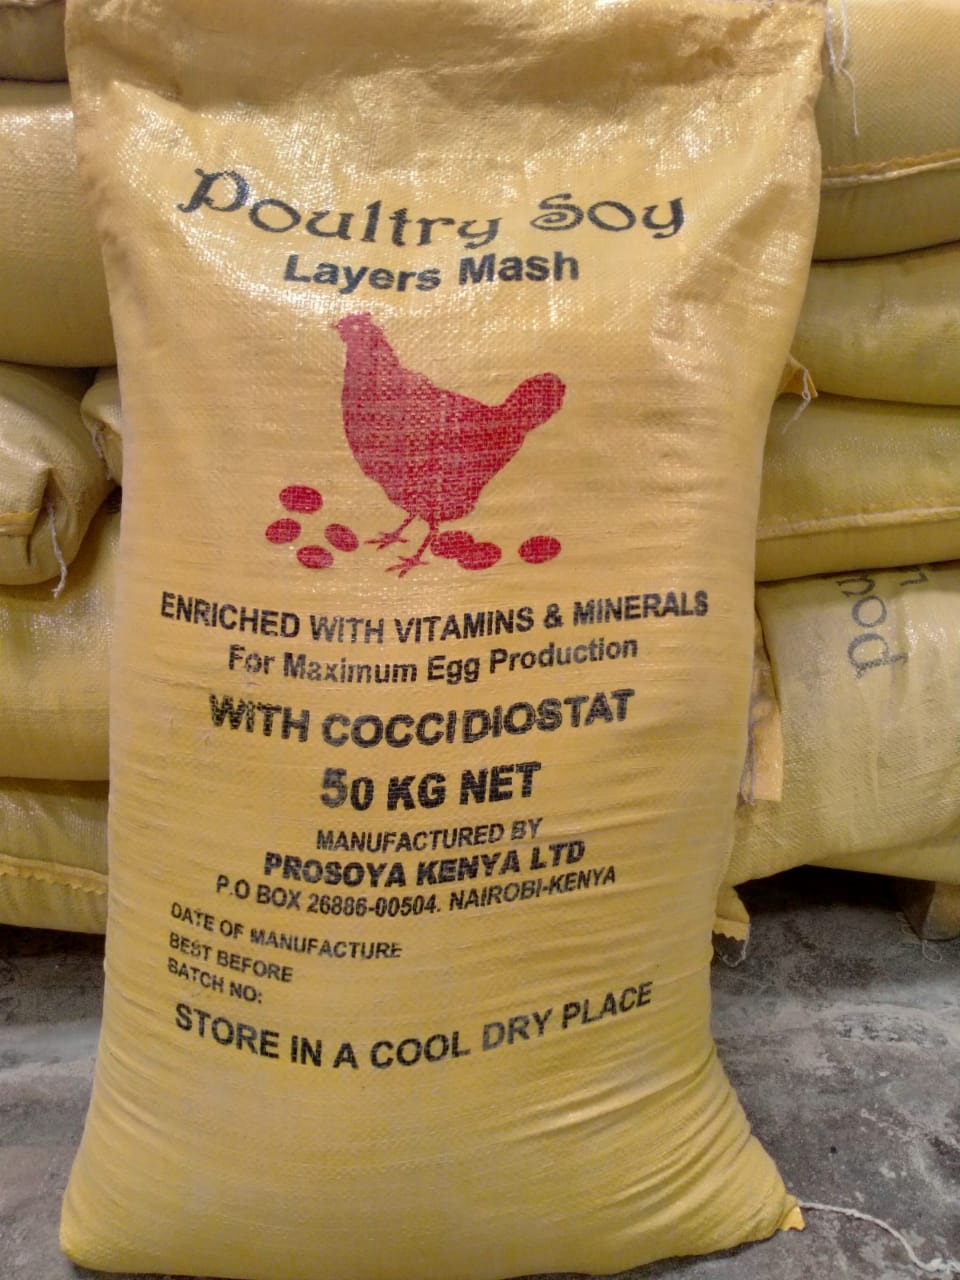 Poultry Soy
Layers Mash
ENRICHED WITH VITAMINS & MINERALS
For Maximum Egg Production
WITH COCCIDIOSTAT
50 KG NET
MANUFACTURED BY
PROSOYA KENYA LTD
P.O BOX 26886-00504. NAIROBI-KENYA
DATE OF MANUFACTURE
BEST BEFORE
BATCH NO:
STORE IN A COOL DRY PLACE